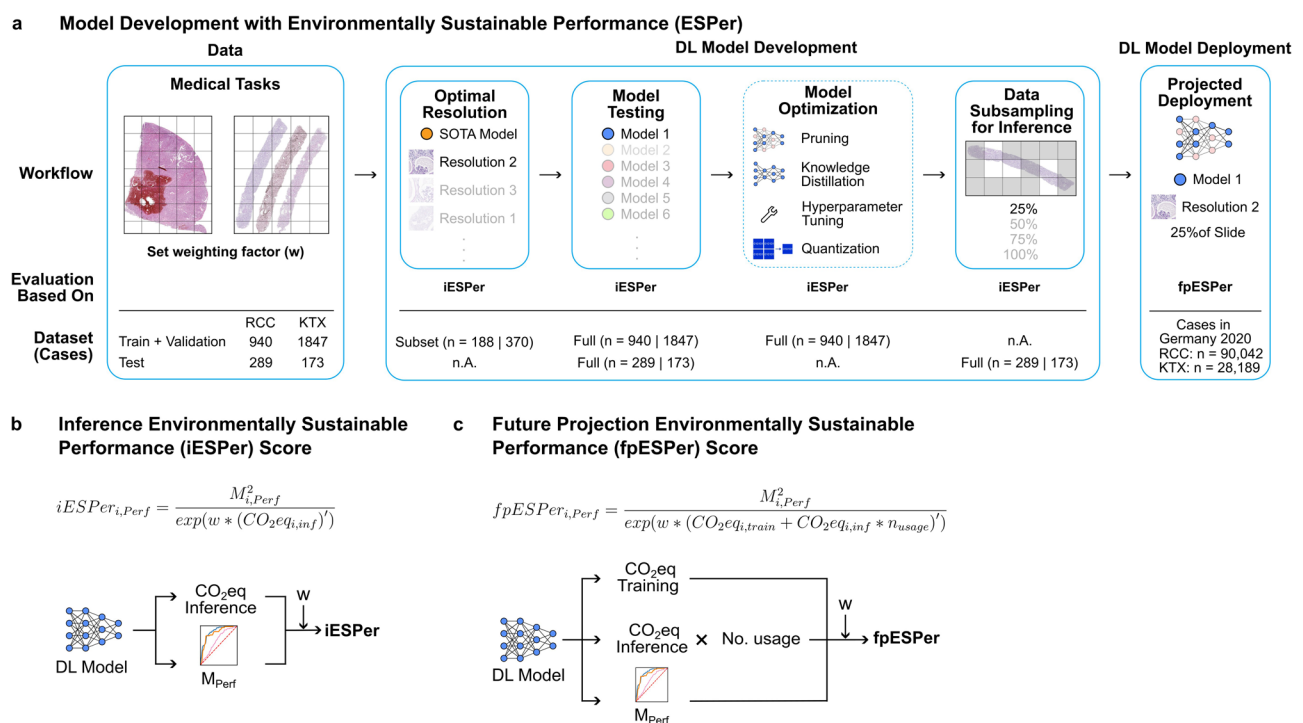 a Model Development with Environmentally Sustainable Performance (ESPer)
Data
DL Model Development
DL Model Deployment
Workflow
Medical Tasks
Set weighting factor (w)
Optimal
Resolution
SOTA Model
Resolution 2
Resolution 3
Resolution 1
Model
Testing
Model 1
Model 2
Model 3
Model 4
Model 5
Model 6
Model
Optimization
Pruning
Knowledge
Distillation
Hyperparameter
Tuning
Quantization
Data
Subsampling
for Inference
25%
50%
75%
100%
Projected
Deployment
Model 1
Resolution 2
25%of Slide
Evaluation
Based On
iESPer
iESPer
iESPer
iESPer
fpESPer
Dataset
(Cases)
RCC KTX
Train + Validation 940 1847
Test 289 173
Subset (n = 188 | 370)
n.A.
Full (n = 940 | 1847)
Full (n = 289 | 173)
Full (n = 940 | 1847)
n.A.
n.A.
Full (n = 289 | 173)
Cases in
Germany 2020
RCC: n = 90,042
KTX: n = 28,189
b Inference Environmentally Sustainable
Performance (iESPer) Score
iESPer_{i,Perf} = \frac{M^2_{i,Perf}}{exp(w * (CO_2eq_{i,inf})')}
DL Model
CO₂eq
Inference
M_{Perf}
w
iESPer
c Future Projection Environmentally Sustainable
Performance (fpESPer) Score
fpESPer_{i,Perf} = \frac{M^2_{i,Perf}}{exp(w * (CO_2eq_{i,train} + CO_2eq_{i,inf} * n_{usage})')}
DL Model
CO₂eq
Training
CO₂eq
Inference × No. usage
M_{Perf}
w
fpESPer